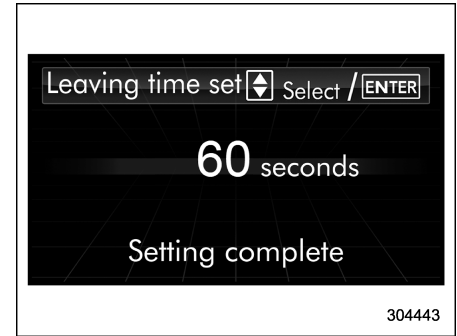 Leaving time set Select / ENTER
60 seconds
Setting complete
304443